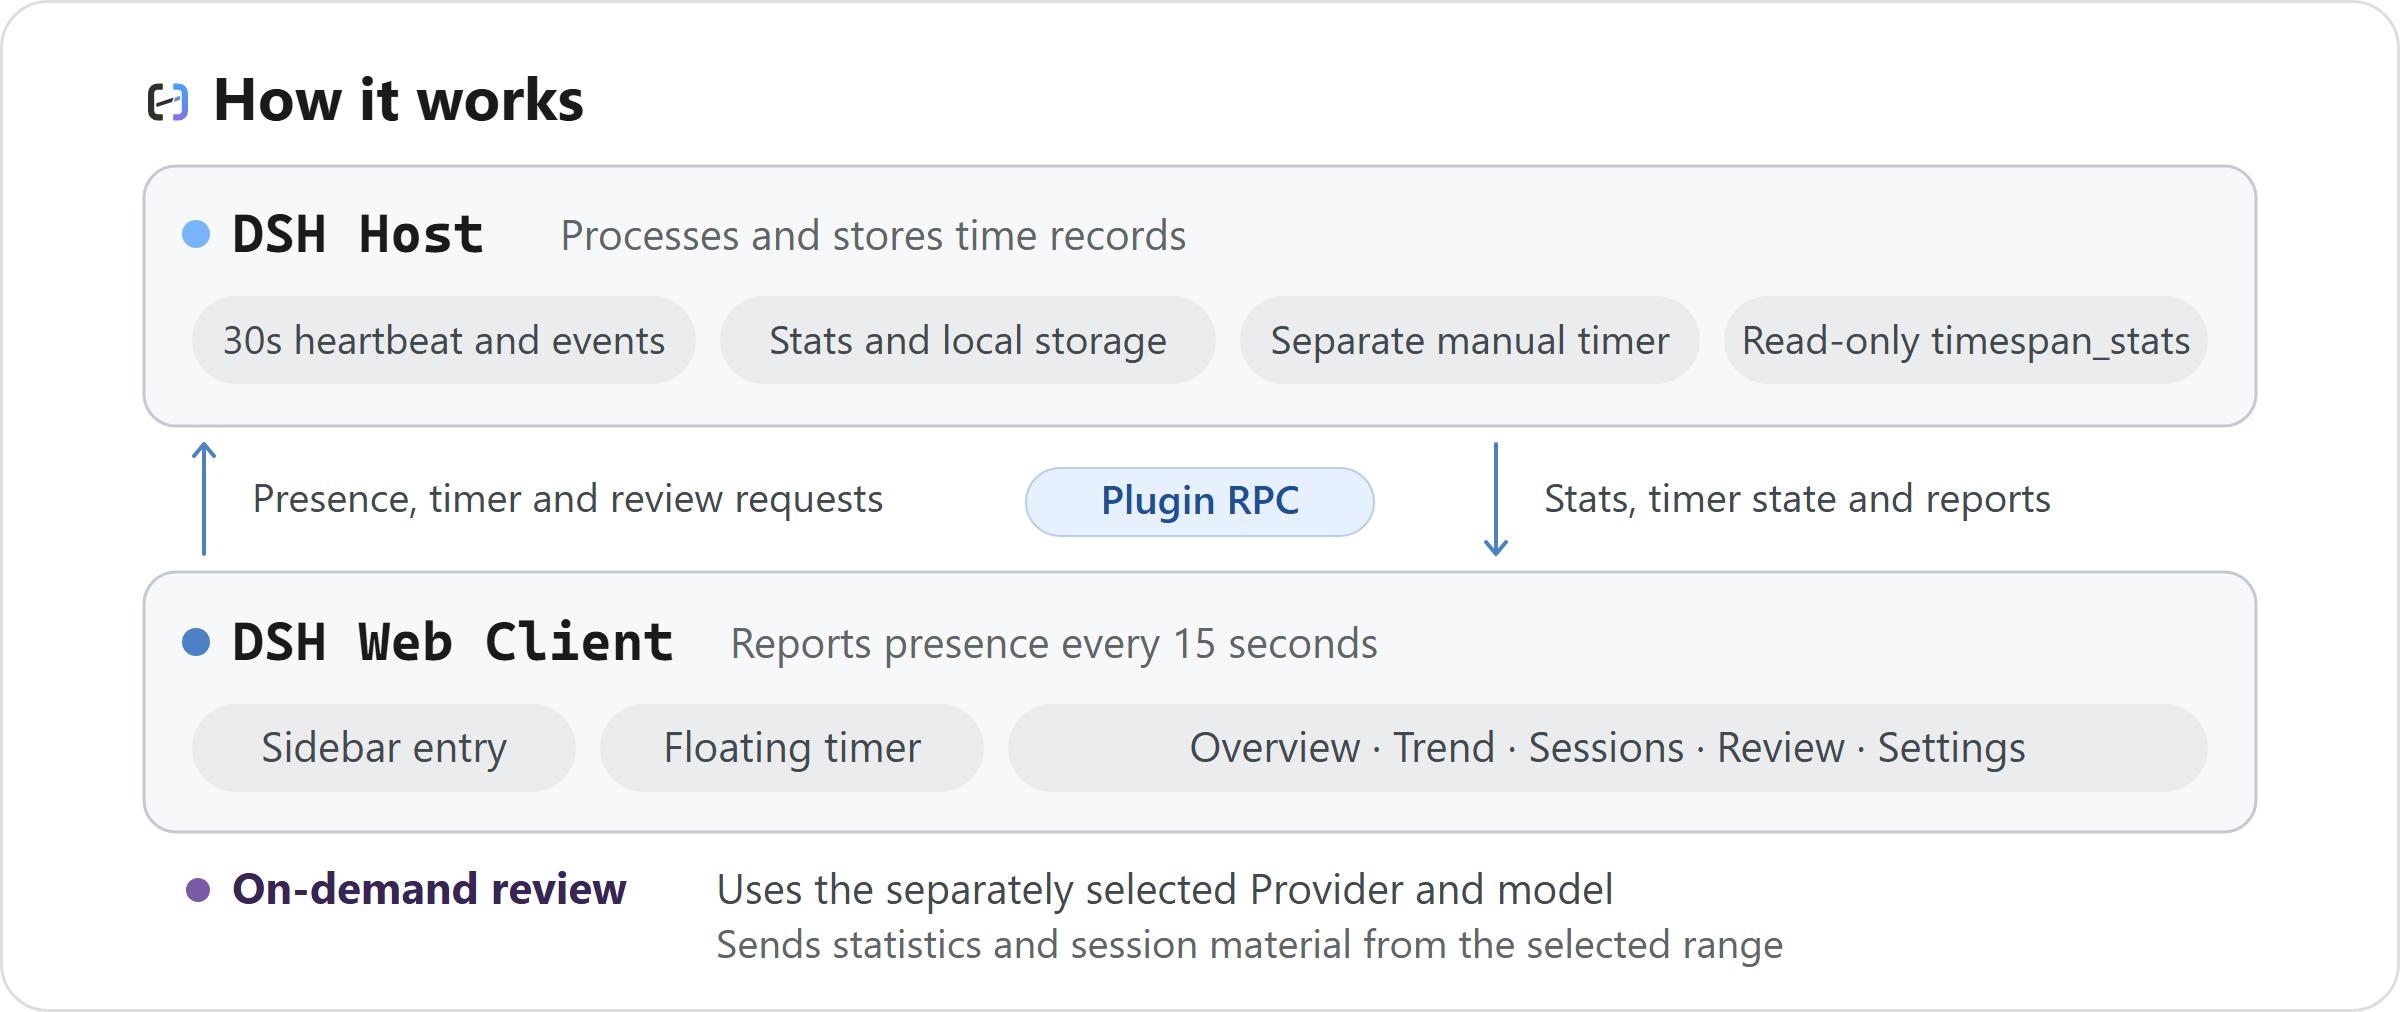 How it works
DSH Host
Processes and stores time records
30s heartbeat and events
Stats and local storage
Separate manual timer
Read-only timespan_stats
Presence, timer and review requests
Plugin RPC
Stats, timer state and reports
DSH Web Client
Reports presence every 15 seconds
Sidebar entry
Floating timer
Overview · Trend · Sessions · Review · Settings
On-demand review
Uses the separately selected Provider and model
Sends statistics and session material from the selected range